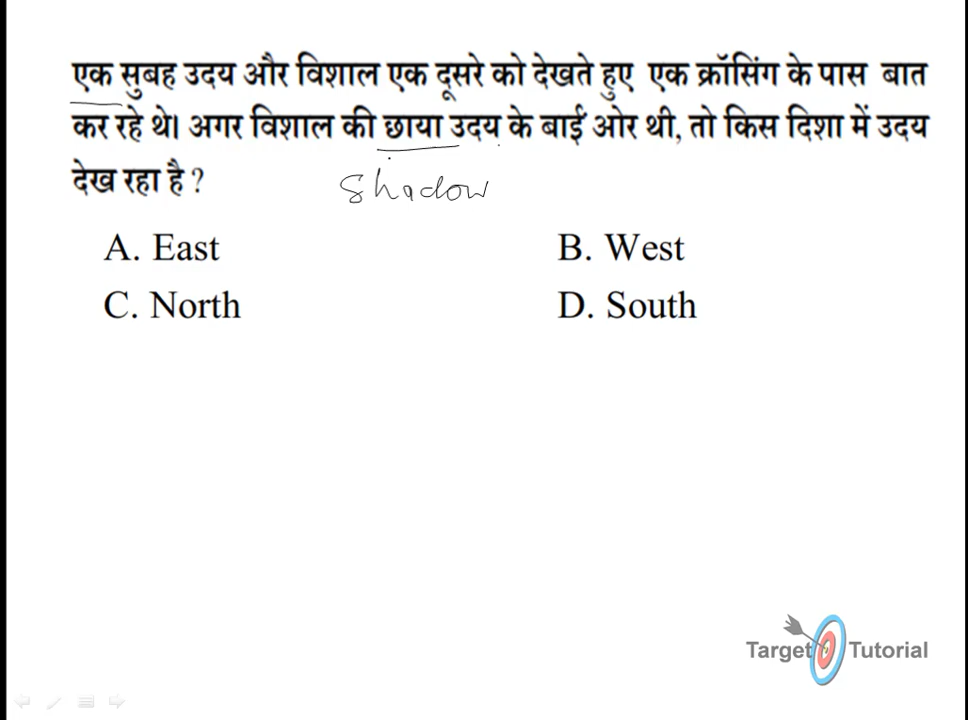 एक सुबह उदय और विशाल एक दूसरे को देखते हुए एक क्रॉसिंग के पास बात
कर रहे थे। अगर विशाल की छाया उदय के बाईं ओर थी, तो किस दिशा में उदय
देख रहा है ?
Shadow
A. East B. West
C. North D. South
Target Tutorial